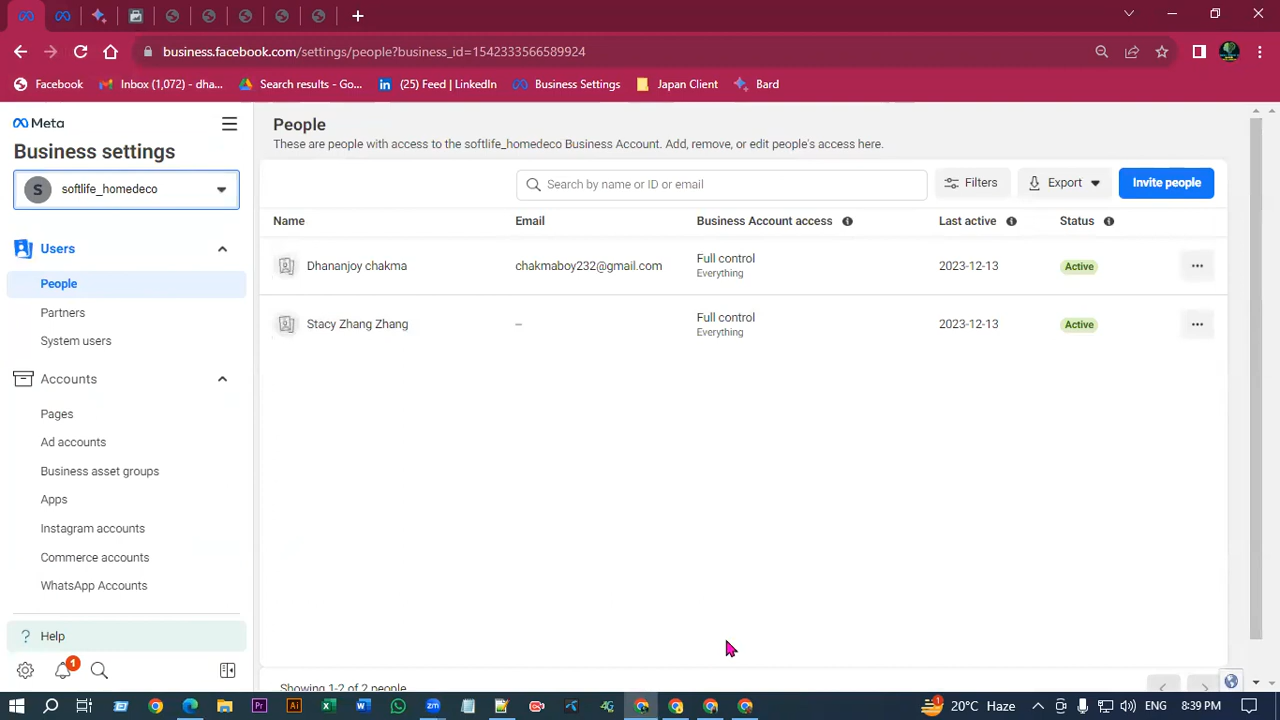 business.facebook.com/settings/people?business_id=1542333566589924
Facebook
Inbox (1,072) - dha...
Search results - Go...
(25) Feed | LinkedIn
Business Settings
Japan Client
Bard
Meta
Business settings
S softlife_homedeco
Users
People
Partners
System users
Accounts
Pages
Ad accounts
Business asset groups
Apps
Instagram accounts
Commerce accounts
WhatsApp Accounts
? Help
1
People
These are people with access to the softlife_homedeco Business Account. Add, remove, or edit people's access here.
Search by name or ID or email
Filters
Export
Invite people
Name Email Business Account access Last active Status
Dhananjoy chakma chakmaboy232@gmail.com Full control 2023-12-13 Active
Everything
Stacy Zhang Zhang – Full control 2023-12-13 Active
Everything
Showing 1-2 of 2 people
20°C Haze ENG 8:39 PM